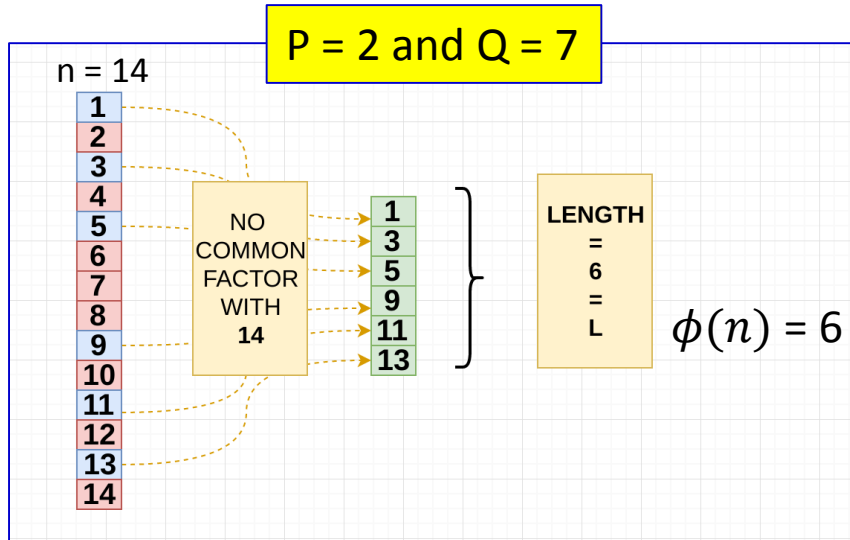 P = 2 and Q = 7
n = 14
1
2
3
4
5
6
7
8
9
10
11
12
13
14
NO
COMMON
FACTOR
WITH
14
1
3
5
9
11
13
LENGTH
=
6
=
L
𝜙(𝑛) = 6